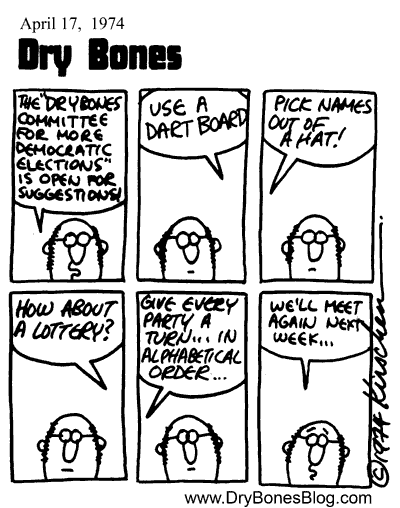 April 17, 1974
Dry Bones
THE "DRYBONES
COMMITTEE
FOR MORE
DEMOCRATIC
ELECTIONS"
IS OPEN FOR
SUGGESTIONS!
USE A
DART BOARD
PICK NAMES
OUT OF
A HAT!
HOW ABOUT
A LOTTERY?
GIVE EVERY
PARTY A
TURN... IN
ALPHABETICAL
ORDER...
WE'LL MEET
AGAIN NEXT
WEEK...
©1974 Kirschen
www.DryBonesBlog.com